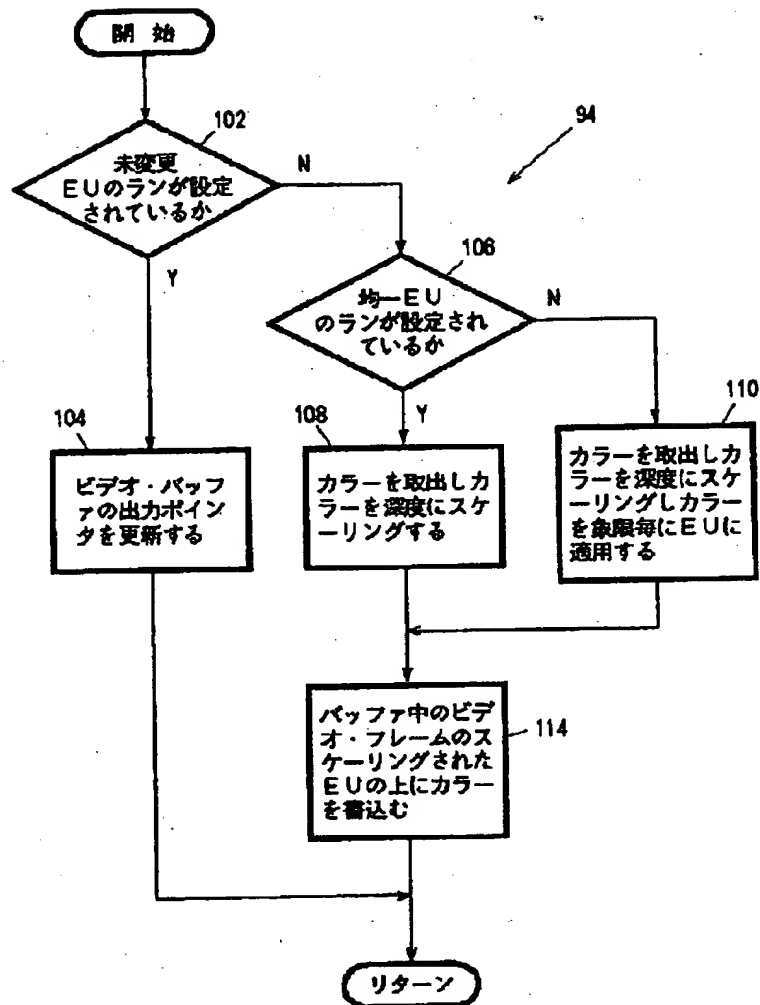 開 始
102
94
未変更
EUのランが設定
されているか
N
Y
106
均一EU
のランが設定され
ているか
N
Y
104
ビデオ・バッフ
ァの出力ポイン
タを更新する
108
カラーを取出しカ
ラーを深度にスケ
ーリングする
110
カラーを取出しカ
ラーを深度にスケ
ーリングしカラー
を象限毎にEUに
適用する
バッファ中のビデ
オ・フレームのス
ケーリングされた
EUの上にカラー
を書込む
114
リターン